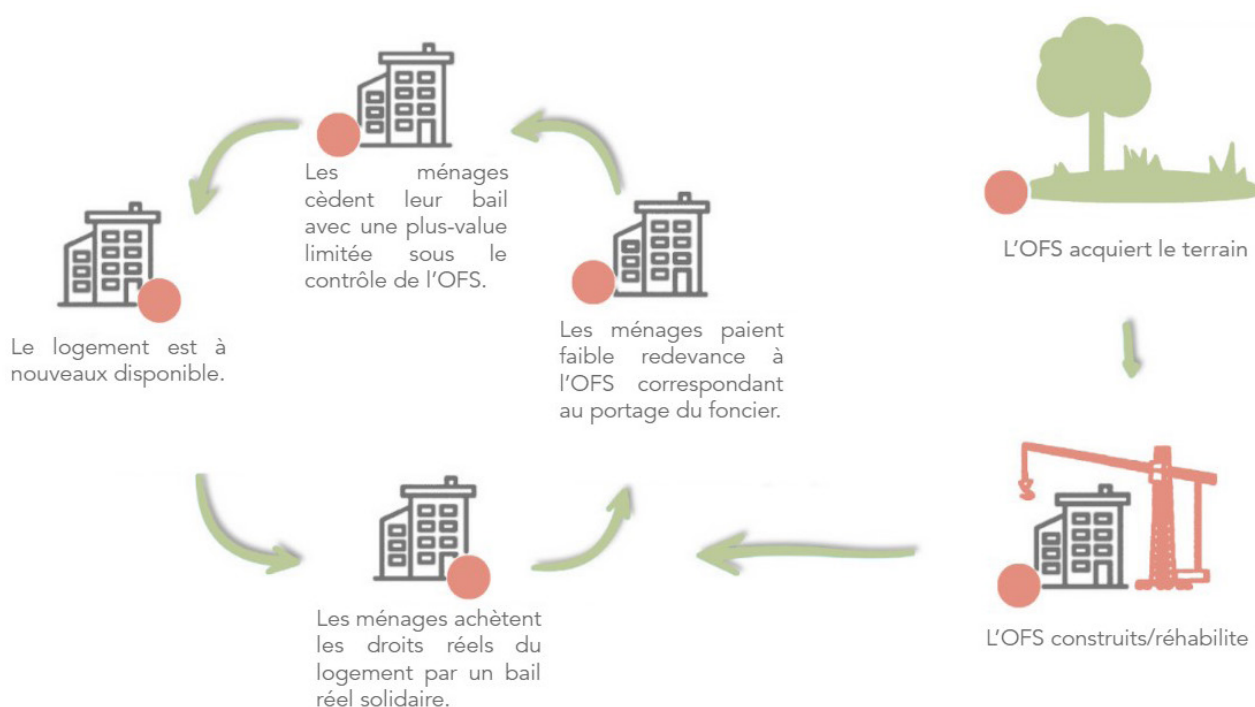 Les ménages
cèdent leur bail
avec une plus-value
limitée sous le
contrôle de l'OFS.
L'OFS acquiert le terrain
Le logement est à
nouveaux disponible.
Les ménages paient
faible redevance à
l'OFS correspondant
au portage du foncier.
Les ménages achètent
les droits réels du
logement par un bail
réel solidaire.
L'OFS construits/réhabilite